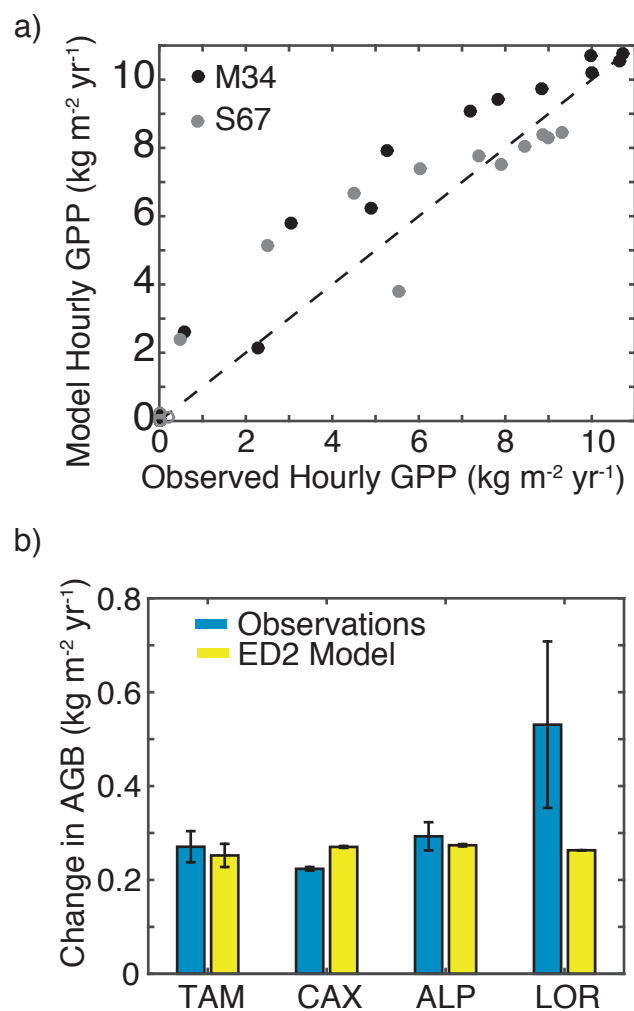 a)
10
8
6
4
2
0
Model Hourly GPP (kg m⁻² yr⁻¹)
M34
S67
0 2 4 6 8 10
Observed Hourly GPP (kg m⁻² yr⁻¹)
b)
0.8
0.6
0.4
0.2
0
Change in AGB (kg m⁻² yr⁻¹)
Observations
ED2 Model
TAM CAX ALP LOR